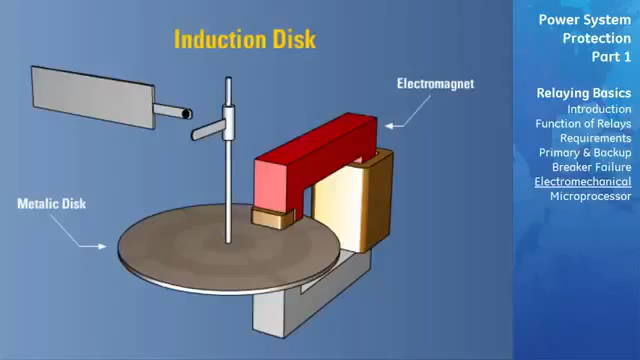 Induction Disk
Electromagnet
Metalic Disk
Power System
Protection
Part 1
Relaying Basics
Introduction
Function of Relays
Requirements
Primary & Backup
Breaker Failure
Electromechanical
Microprocessor